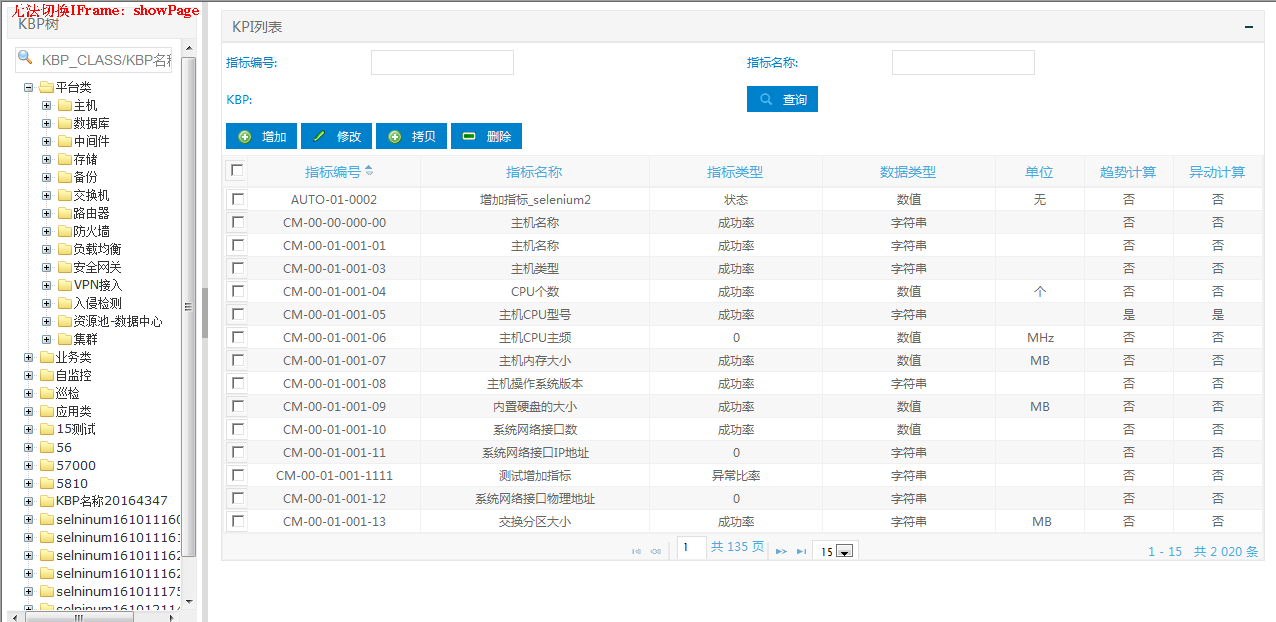 无法切换IFrame: showPage
KBP树
KBP_CLASS/KBP名称
平台类
主机
数据库
中间件
存储
备份
交换机
路由器
防火墙
负载均衡
安全网关
VPN接入
入侵检测
资源池-数据中心
集群
业务类
自监控
巡检
应用类
15测试
56
57000
5810
KBP名称20164347
selninum16101116
selninum16101116
selninum161011162
selninum161011162
selninum161011175
selninum16101211
KPI列表
指标编号: 指标名称:
KBP: 查询
增加 修改 拷贝 删除
指标编号 指标名称 指标类型 数据类型 单位 趋势计算 异动计算
AUTO-01-0002 增加指标_selenium2 状态 数值 无 否 否
CM-00-00-000-00 主机名称 成功率 字符串 否 否
CM-00-01-001-01 主机名称 成功率 字符串 否 否
CM-00-01-001-03 主机类型 成功率 字符串 否 否
CM-00-01-001-04 CPU个数 成功率 数值 个 否 否
CM-00-01-001-05 主机CPU型号 成功率 字符串 是 是
CM-00-01-001-06 主机CPU主频 0 数值 MHz 否 否
CM-00-01-001-07 主机内存大小 成功率 数值 MB 否 否
CM-00-01-001-08 主机操作系统版本 成功率 字符串 否 否
CM-00-01-001-09 内置硬盘的大小 成功率 数值 MB 否 否
CM-00-01-001-10 系统网络接口数 成功率 数值 否 否
CM-00-01-001-11 系统网络接口IP地址 0 字符串 否 否
CM-00-01-001-1111 测试增加指标 异常比率 字符串 否 否
CM-00-01-001-12 系统网络接口物理地址 0 字符串 否 否
CM-00-01-001-13 交换分区大小 成功率 字符串 MB 否 否
1 共 135 页 15 1 - 15 共 2 020 条